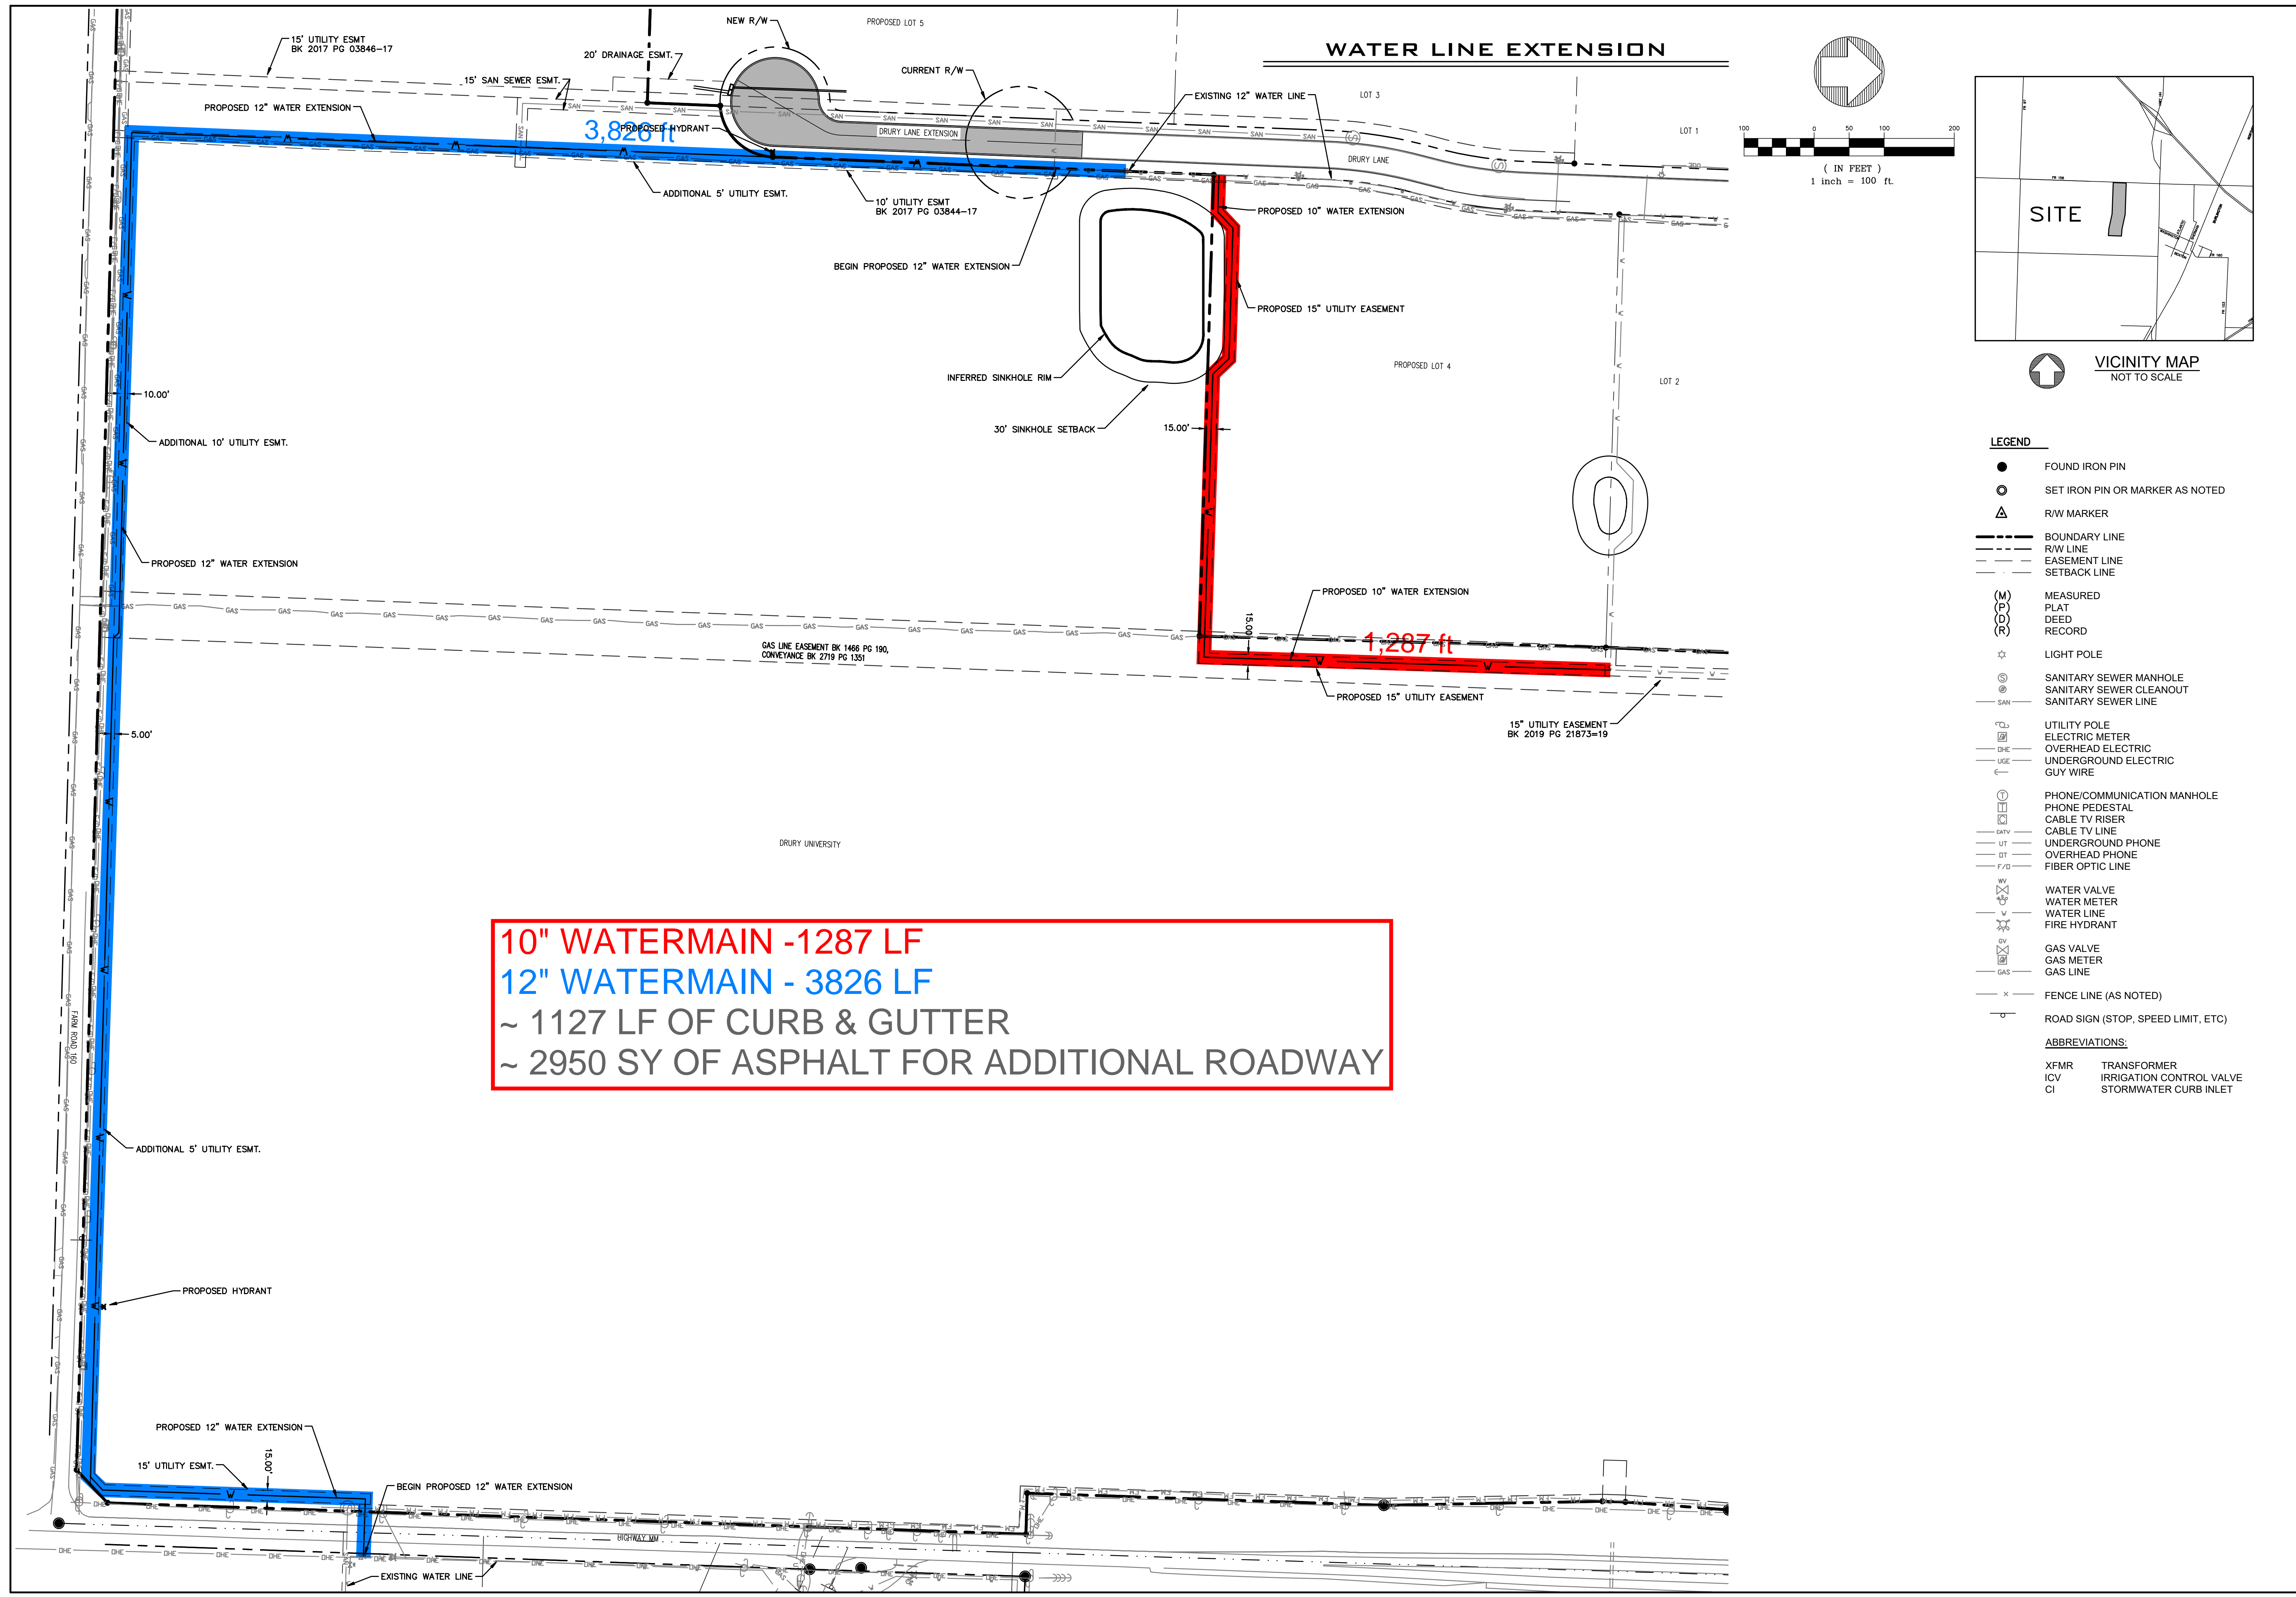 WATER LINE EXTENSION
NEW R/W
PROPOSED LOT 5
15' UTILITY ESMT
BK 2017 PG 03846-17
20' DRAINAGE ESMT.
15' SAN SEWER ESMT.
CURRENT R/W
PROPOSED 12" WATER EXTENSION
EXISTING 12" WATER LINE
LOT 3
LOT 1
3,826 ft
PROPOSED HYDRANT
DRURY LANE EXTENSION
DRURY LANE
ADDITIONAL 5' UTILITY ESMT.
10' UTILITY ESMT
BK 2017 PG 03844-17
PROPOSED 10" WATER EXTENSION
BEGIN PROPOSED 12" WATER EXTENSION
PROPOSED 15" UTILITY EASEMENT
PROPOSED LOT 4
INFERRED SINKHOLE RIM
LOT 2
10.00'
30' SINKHOLE SETBACK
15.00'
ADDITIONAL 10' UTILITY ESMT.
PROPOSED 12" WATER EXTENSION
PROPOSED 10" WATER EXTENSION
15.00'
1,287 ft
GAS LINE EASEMENT BK 1466 PG 190,
CONVEYANCE BK 2719 PG 1351
PROPOSED 15" UTILITY EASEMENT
15" UTILITY EASEMENT
BK 2019 PG 21873=19
5.00'
DRURY UNIVERSITY
10" WATERMAIN -1287 LF
12" WATERMAIN - 3826 LF
~ 1127 LF OF CURB & GUTTER
~ 2950 SY OF ASPHALT FOR ADDITIONAL ROADWAY
FARM ROAD 160
ADDITIONAL 5' UTILITY ESMT.
PROPOSED HYDRANT
PROPOSED 12" WATER EXTENSION
15' UTILITY ESMT.
15.00'
BEGIN PROPOSED 12" WATER EXTENSION
HIGHWAY MM
EXISTING WATER LINE
100 0 50 100 200
( IN FEET )
1 inch = 100 ft.
SITE
VICINITY MAP
NOT TO SCALE
LEGEND
FOUND IRON PIN
SET IRON PIN OR MARKER AS NOTED
R/W MARKER
BOUNDARY LINE
R/W LINE
EASEMENT LINE
SETBACK LINE
(M) MEASURED
(P) PLAT
(D) DEED
(R) RECORD
LIGHT POLE
SANITARY SEWER MANHOLE
SANITARY SEWER CLEANOUT
SAN SANITARY SEWER LINE
UTILITY POLE
ELECTRIC METER
OHE OVERHEAD ELECTRIC
UGE UNDERGROUND ELECTRIC
GUY WIRE
PHONE/COMMUNICATION MANHOLE
PHONE PEDESTAL
CABLE TV RISER
CATV CABLE TV LINE
UT UNDERGROUND PHONE
OT OVERHEAD PHONE
F/O FIBER OPTIC LINE
WV
WATER VALVE
WATER METER
W WATER LINE
FIRE HYDRANT
GV
GAS VALVE
GAS METER
GAS GAS LINE
X FENCE LINE (AS NOTED)
ROAD SIGN (STOP, SPEED LIMIT, ETC)
ABBREVIATIONS:
XFMR TRANSFORMER
ICV IRRIGATION CONTROL VALVE
CI STORMWATER CURB INLET